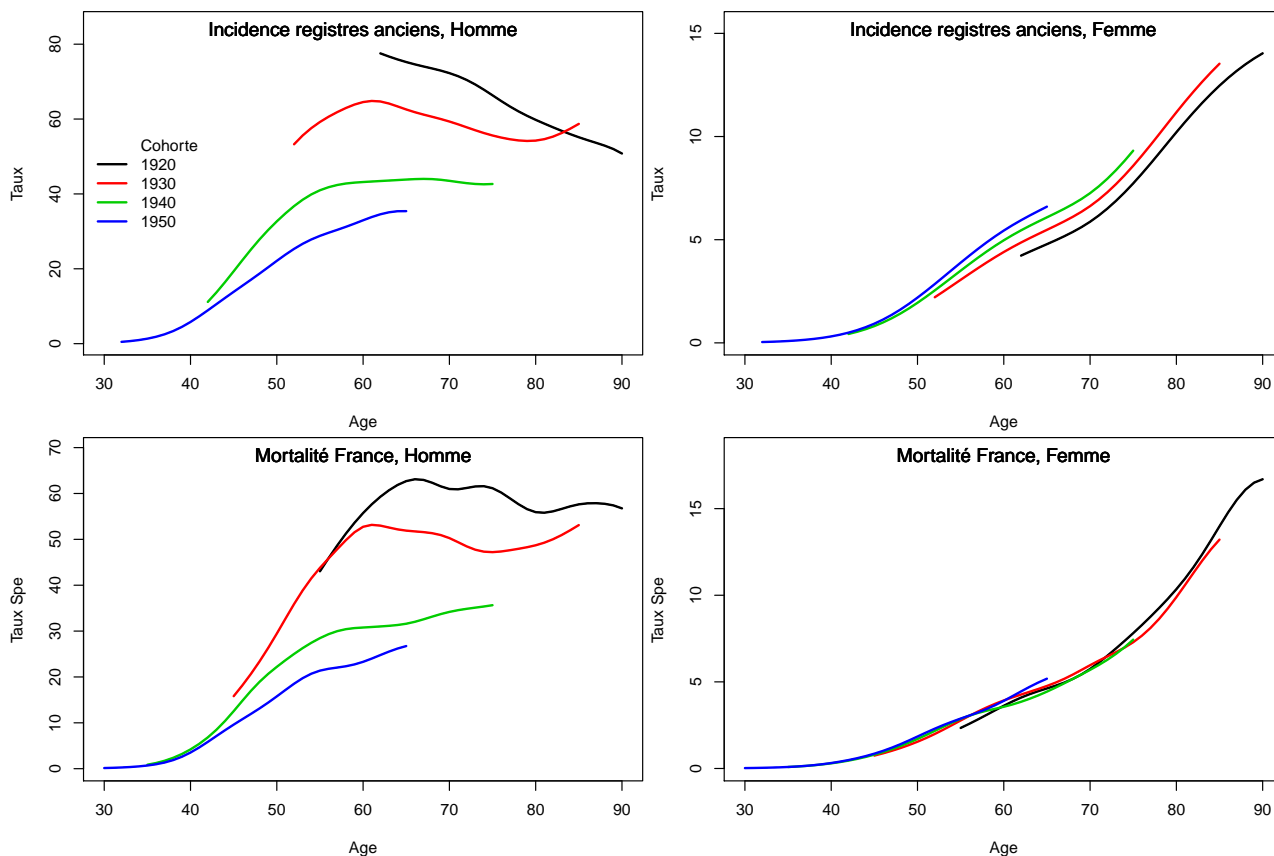 Incidence registres anciens, Homme
Taux
80
60
40
20
0
Cohorte
1920
1930
1940
1950
30 40 50 60 70 80 90
Age
Incidence registres anciens, Femme
Taux
15
10
5
0
30 40 50 60 70 80 90
Age
Mortalité France, Homme
Taux Spe
70
60
50
40
30
20
10
0
30 40 50 60 70 80 90
Age
Mortalité France, Femme
Taux Spe
15
10
5
0
30 40 50 60 70 80 90
Age